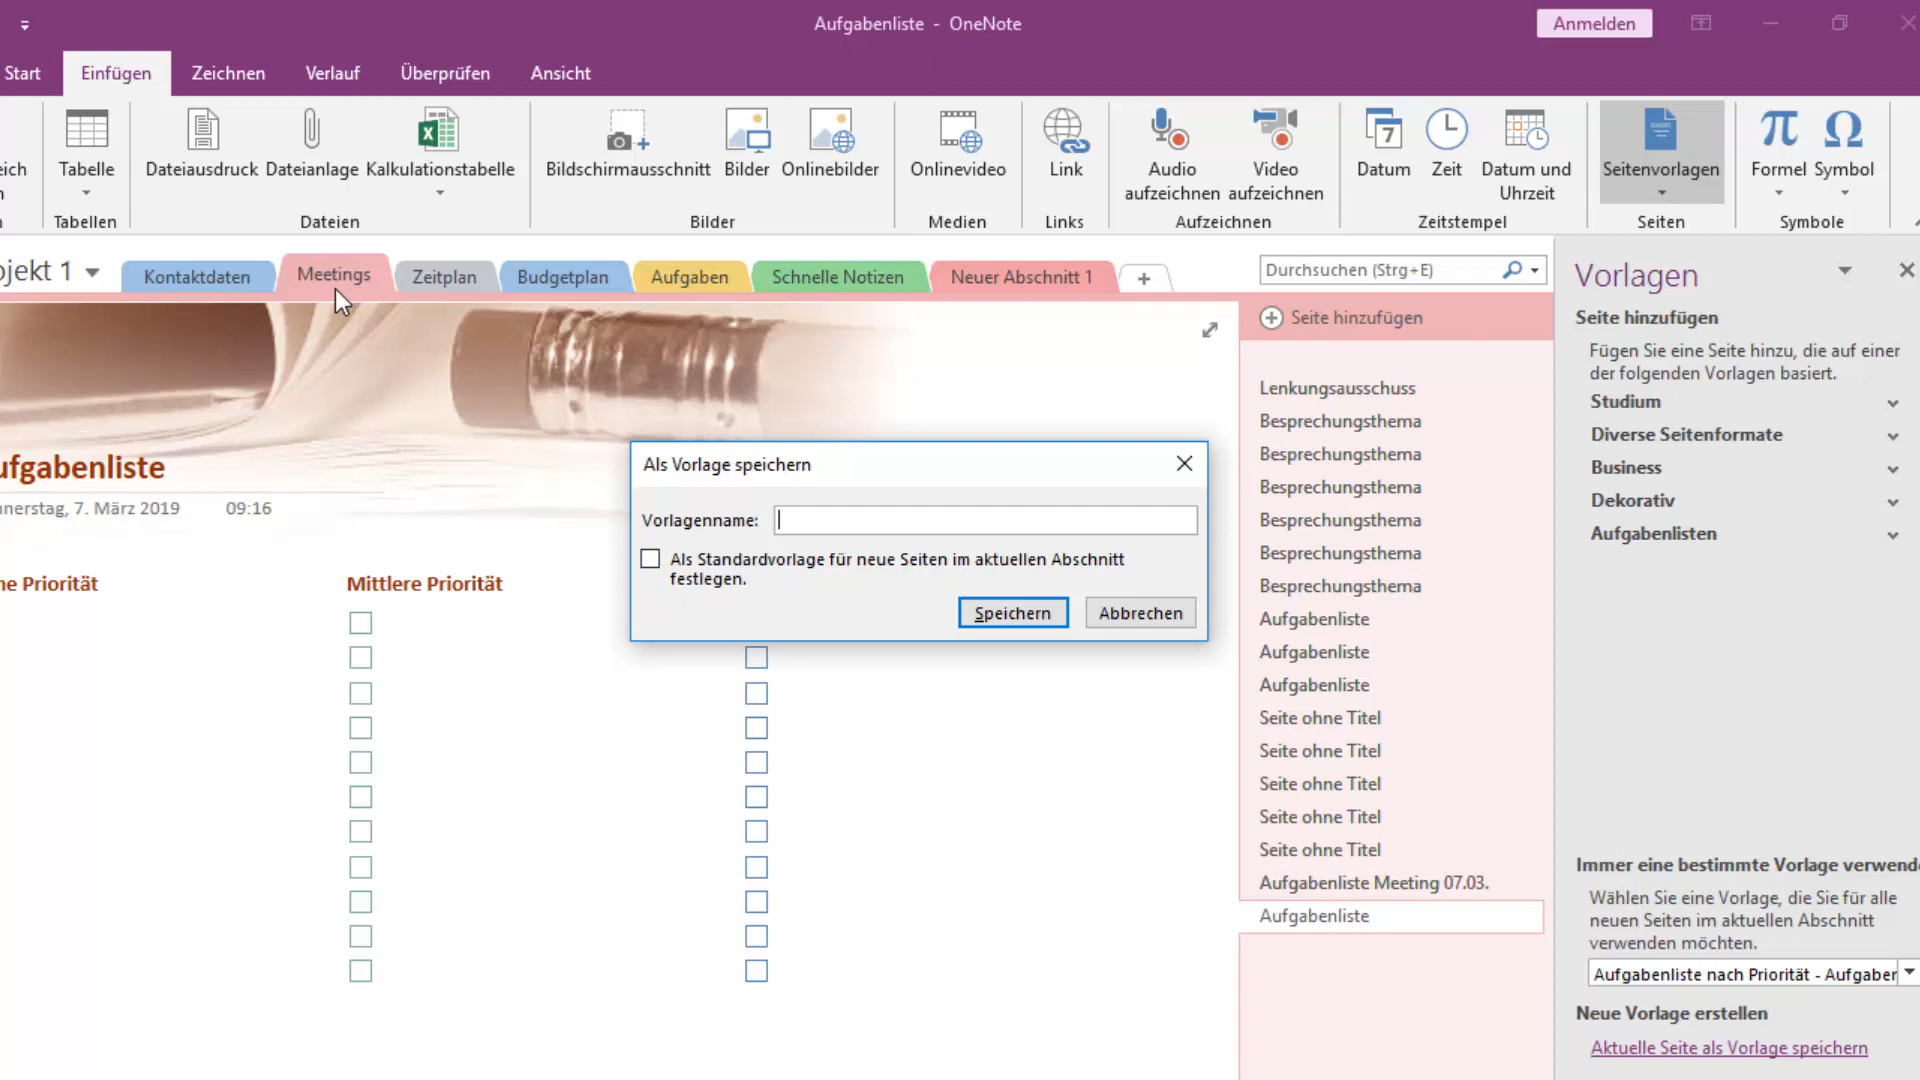 Aufgabenliste - OneNote
Anmelden
Start
Einfügen
Zeichnen
Verlauf
Überprüfen
Ansicht
Tabelle
Dateiausdruck
Dateianlage
Kalkulationstabelle
Bildschirmausschnitt
Bilder
Onlinebilder
Onlinevideo
Link
Audio
aufzeichnen
Video
aufzeichnen
7
Datum
Zeit
Datum und
Uhrzeit
Seitenvorlagen
π
Formel
Ω
Symbol
Tabellen
Dateien
Bilder
Medien
Links
Aufzeichnen
Zeitstempel
Seiten
Symbole
ojekt 1
Kontaktdaten
Meetings
Zeitplan
Budgetplan
Aufgaben
Schnelle Notizen
Neuer Abschnitt 1
+
Durchsuchen (Strg+E)
ufgabenliste
nnerstag, 7. März 2019
09:16
he Priorität
Mittlere Priorität
Als Vorlage speichern
Vorlagenname:
Als Standardvorlage für neue Seiten im aktuellen Abschnitt
festlegen.
Speichern
Abbrechen
Seite hinzufügen
Lenkungsausschuss
Besprechungsthema
Besprechungsthema
Besprechungsthema
Besprechungsthema
Besprechungsthema
Besprechungsthema
Aufgabenliste
Aufgabenliste
Aufgabenliste
Seite ohne Titel
Seite ohne Titel
Seite ohne Titel
Seite ohne Titel
Seite ohne Titel
Aufgabenliste Meeting 07.03.
Aufgabenliste
Vorlagen
Seite hinzufügen
Fügen Sie eine Seite hinzu, die auf einer
der folgenden Vorlagen basiert.
Studium
Diverse Seitenformate
Business
Dekorativ
Aufgabenlisten
Immer eine bestimmte Vorlage verwende
Wählen Sie eine Vorlage, die Sie für alle
neuen Seiten im aktuellen Abschnitt
verwenden möchten.
Aufgabenliste nach Priorität - Aufgaber
Neue Vorlage erstellen
Aktuelle Seite als Vorlage speichern